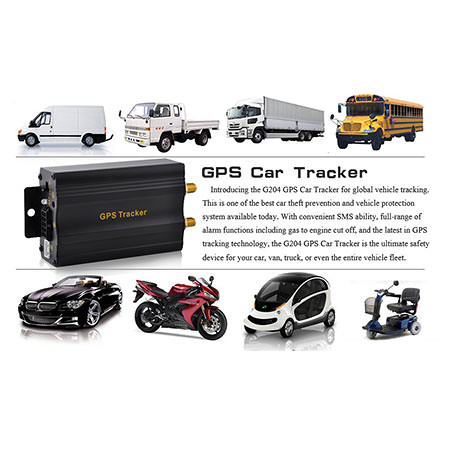 GPS Car Tracker
Introducing the G204 GPS Car Tracker for global vehicle tracking.
This is one of the best car theft prevention and vehicle protection
system available today. With convenient SMS ability, full-range of
alarm functions including gas to engine cut off, and the latest in GPS
tracking technology, the G204 GPS Car Tracker is the ultimate safety
device for your car, van, truck, or even the entire vehicle fleet.
GPS Tracker